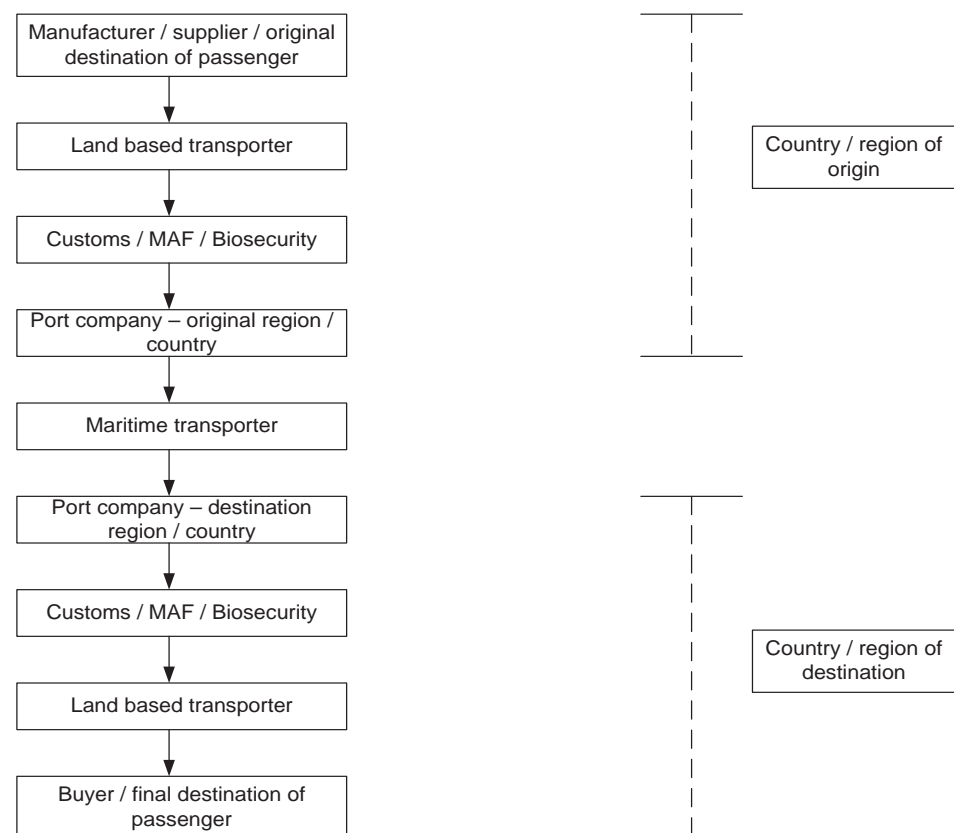 Manufacturer / supplier / original
destination of passenger
Land based transporter
Country / region of
origin
Customs / MAF / Biosecurity
Port company – original region /
country
Maritime transporter
Port company – destination
region / country
Customs / MAF / Biosecurity
Country / region of
destination
Land based transporter
Buyer / final destination of
passenger